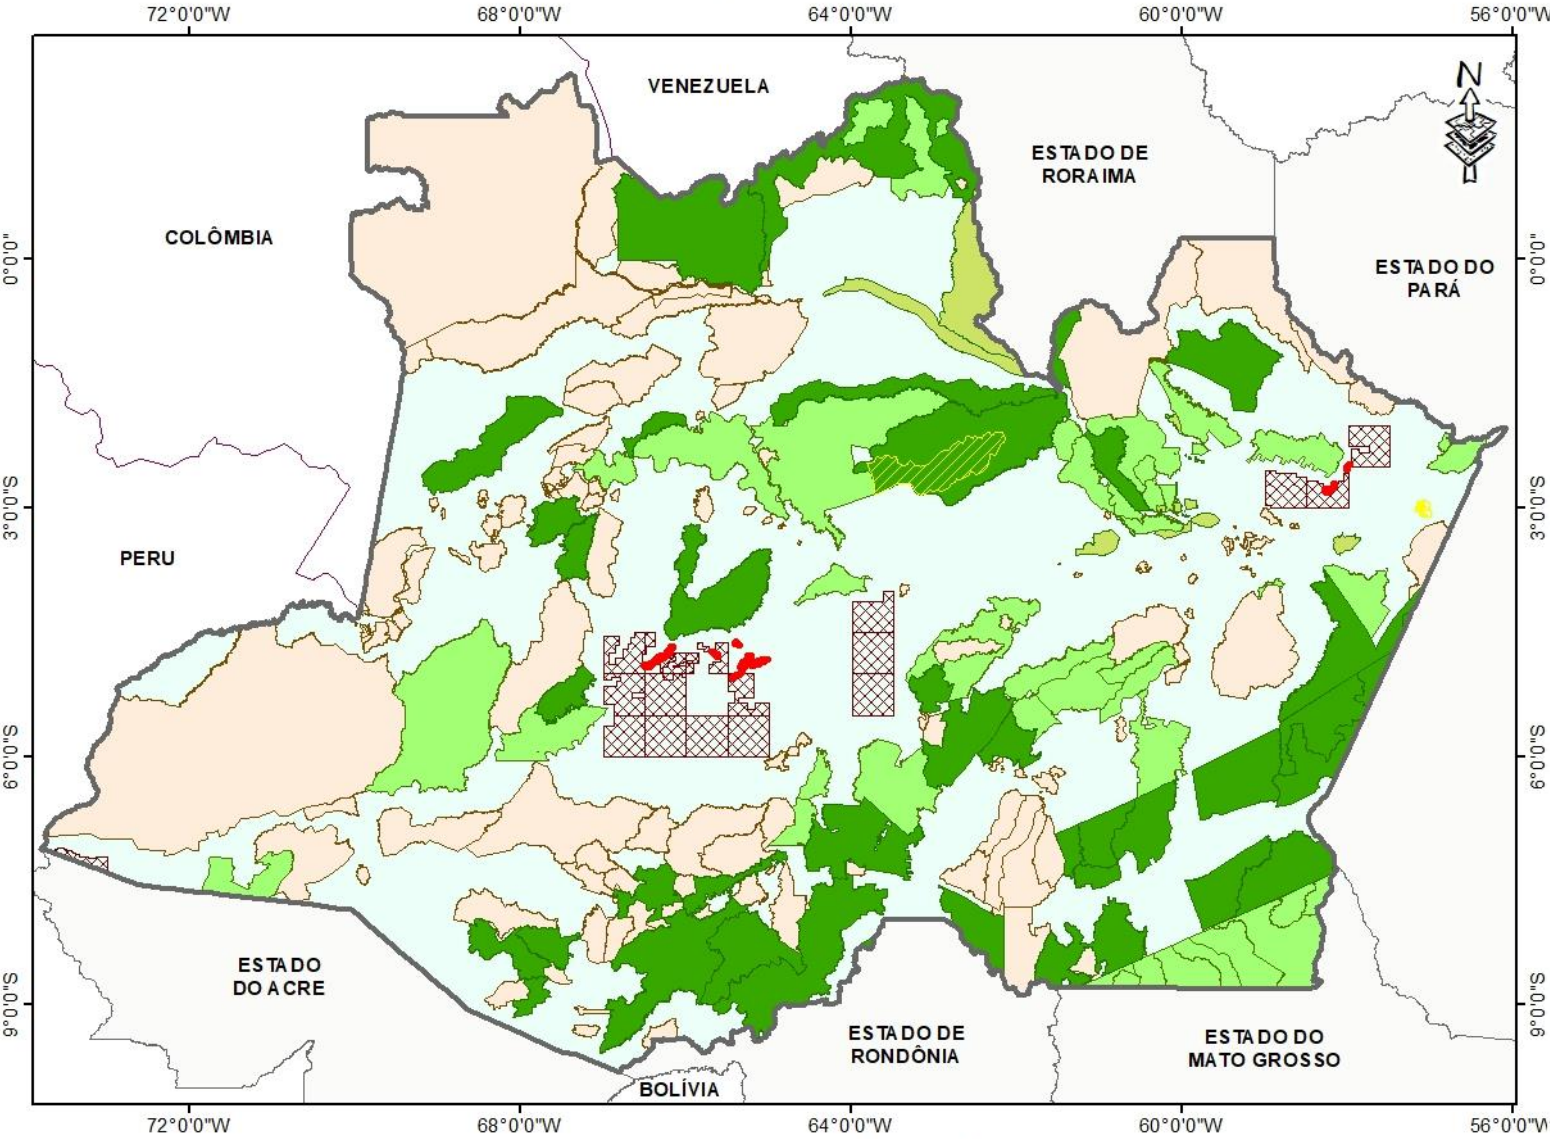 72°0'0"W 68°0'0"W 64°0'0"W 60°0'0"W 56°0'0"W
N
VENEZUELA
ESTADO DE
RORAIMA
COLÔMBIA
ESTADO DO
PARÁ
0°0'0"
0°0'0"
3°0'0"S
3°0'0"S
PERU
6°0'0"S
6°0'0"S
ESTADO
DO ACRE
9°0'0"S
9°0'0"S
ESTADO DE
RONDÔNIA
ESTADO DO
MATO GROSSO
BOLÍVIA
72°0'0"W 68°0'0"W 64°0'0"W 60°0'0"W 56°0'0"W